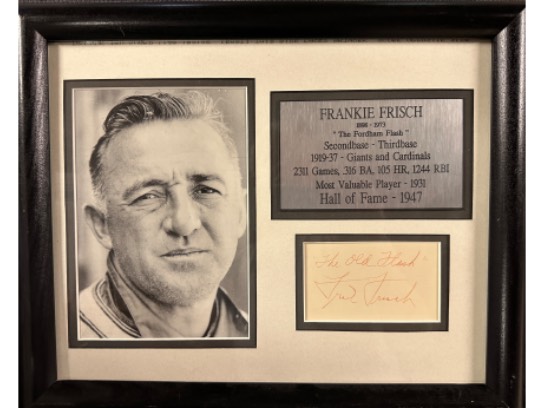 FRANKIE FRISCH
1898 - 1973
" The Fordham Flash "
Secondbase - Thirdbase
1919-37 - Giants and Cardinals
2311 Games, .316 BA, 105 HR, 1244 RBI
Most Valuable Player - 1931
Hall of Fame - 1947
"The Old Flash"
Frank Frisch